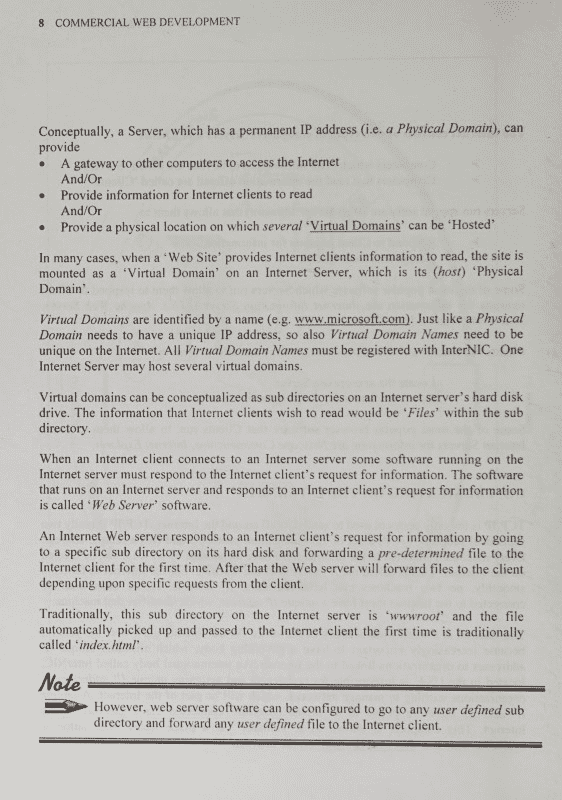 8 COMMERCIAL WEB DEVELOPMENT
Conceptually, a Server, which has a permanent IP address (i.e. a Physical Domain), can
provide
• A gateway to other computers to access the Internet
And/Or
• Provide information for Internet clients to read
And/Or
• Provide a physical location on which several ‘Virtual Domains’ can be ‘Hosted’
In many cases, when a ‘Web Site’ provides Internet clients information to read, the site is
mounted as a ‘Virtual Domain’ on an Internet Server, which is its (host) ‘Physical
Domain’.
Virtual Domains are identified by a name (e.g. www.microsoft.com). Just like a Physical
Domain needs to have a unique IP address, so also Virtual Domain Names need to be
unique on the Internet. All Virtual Domain Names must be registered with InterNIC. One
Internet Server may host several virtual domains.
Virtual domains can be conceptualized as sub directories on an Internet server’s hard disk
drive. The information that Internet clients wish to read would be ‘Files’ within the sub
directory.
When an Internet client connects to an Internet server some software running on the
Internet server must respond to the Internet client’s request for information. The software
that runs on an Internet server and responds to an Internet client’s request for information
is called ‘Web Server’ software.
An Internet Web server responds to an Internet client’s request for information by going
to a specific sub directory on its hard disk and forwarding a pre-determined file to the
Internet client for the first time. After that the Web server will forward files to the client
depending upon specific requests from the client.
Traditionally, this sub directory on the Internet server is ‘wwwroot’ and the file
automatically picked up and passed to the Internet client the first time is traditionally
called ‘index.html’.
Note
However, web server software can be configured to go to any user defined sub
directory and forward any user defined file to the Internet client.